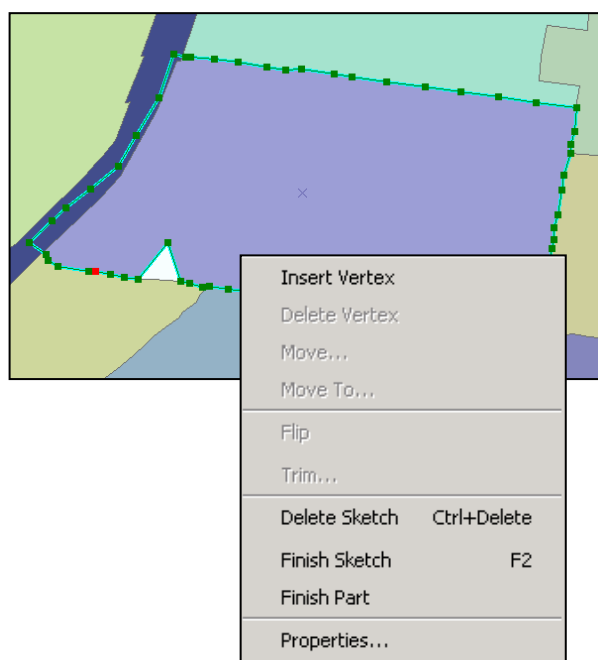 Insert Vertex
Delete Vertex
Move...
Move To...
Flip
Trim...
Delete Sketch Ctrl+Delete
Finish Sketch F2
Finish Part
Properties...